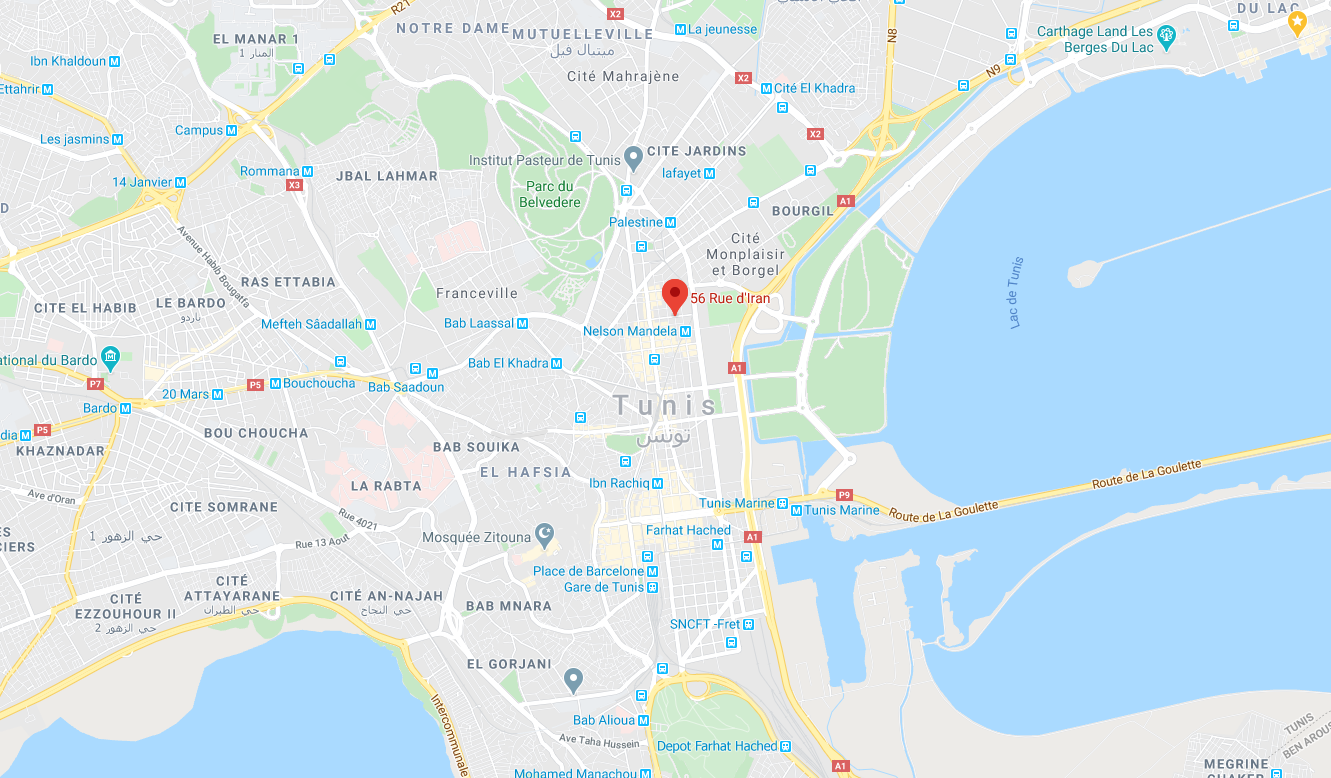 R21
X2
DU LAC
NOTRE DAME
MUTUELLEVILLE
ميتيال فيل
La jeunesse
N8
Carthage Land Les
Berges Du Lac
EL MANAR 1
المنار 1
Ibn Khaldoun
Cité Mahrajène
X2
N9
Ettahrir
Cité El Khadra
Les jasmins
Campus
X2
Institut Pasteur de Tunis
CITE JARDINS
Rommana
X3
JBAL LAHMAR
lafayet
14 Janvier
Parc du
Belvedere
BOURGIL
A1
Palestine
Avenue Habib Bougatfa
Cité
Monplaisir
et Borgel
Lac de Tunis
RAS ETTABIA
Franceville
56 Rue d'Iran
CITE EL HABIB
LE BARDO
باردو
Mefteh Sâadallah
Bab Laassal
Nelson Mandela
ational du Bardo
Bab El Khadra
A1
P7
P5
Bouchoucha
Bab Saadoun
20 Mars
Bardo
Tunis
تونس
P5
dia
BOU CHOUCHA
KHAZNADAR
BAB SOUIKA
EL HAFSIA
Route de La Goulette
LA RABTA
Ibn Rachiq
Ave d'Oran
P9
CITE SOMRANE
Tunis Marine
Tunis Marine
Route de La Goulette
Rue 4021
Farhat Hached
A1
حي الزهور 1
Rue 13 Aout
Mosquée Zitouna
CIERS
Place de Barcelone
Gare de Tunis
CITÉ
ATTAYARANE
حي الطيران
CITÉ AN-NAJAH
حي النجاح
CITÉ
EZZOUHOUR II
حي الزهور 2
BAB MNARA
SNCFT -Fret
EL GORJANI
Intercommunale
Bab Alioua
Ave Taha Hussein
Depot Farhat Hached
TUNIS
BEN AROUS
A1
MEGRINE
Mohamed Manachou